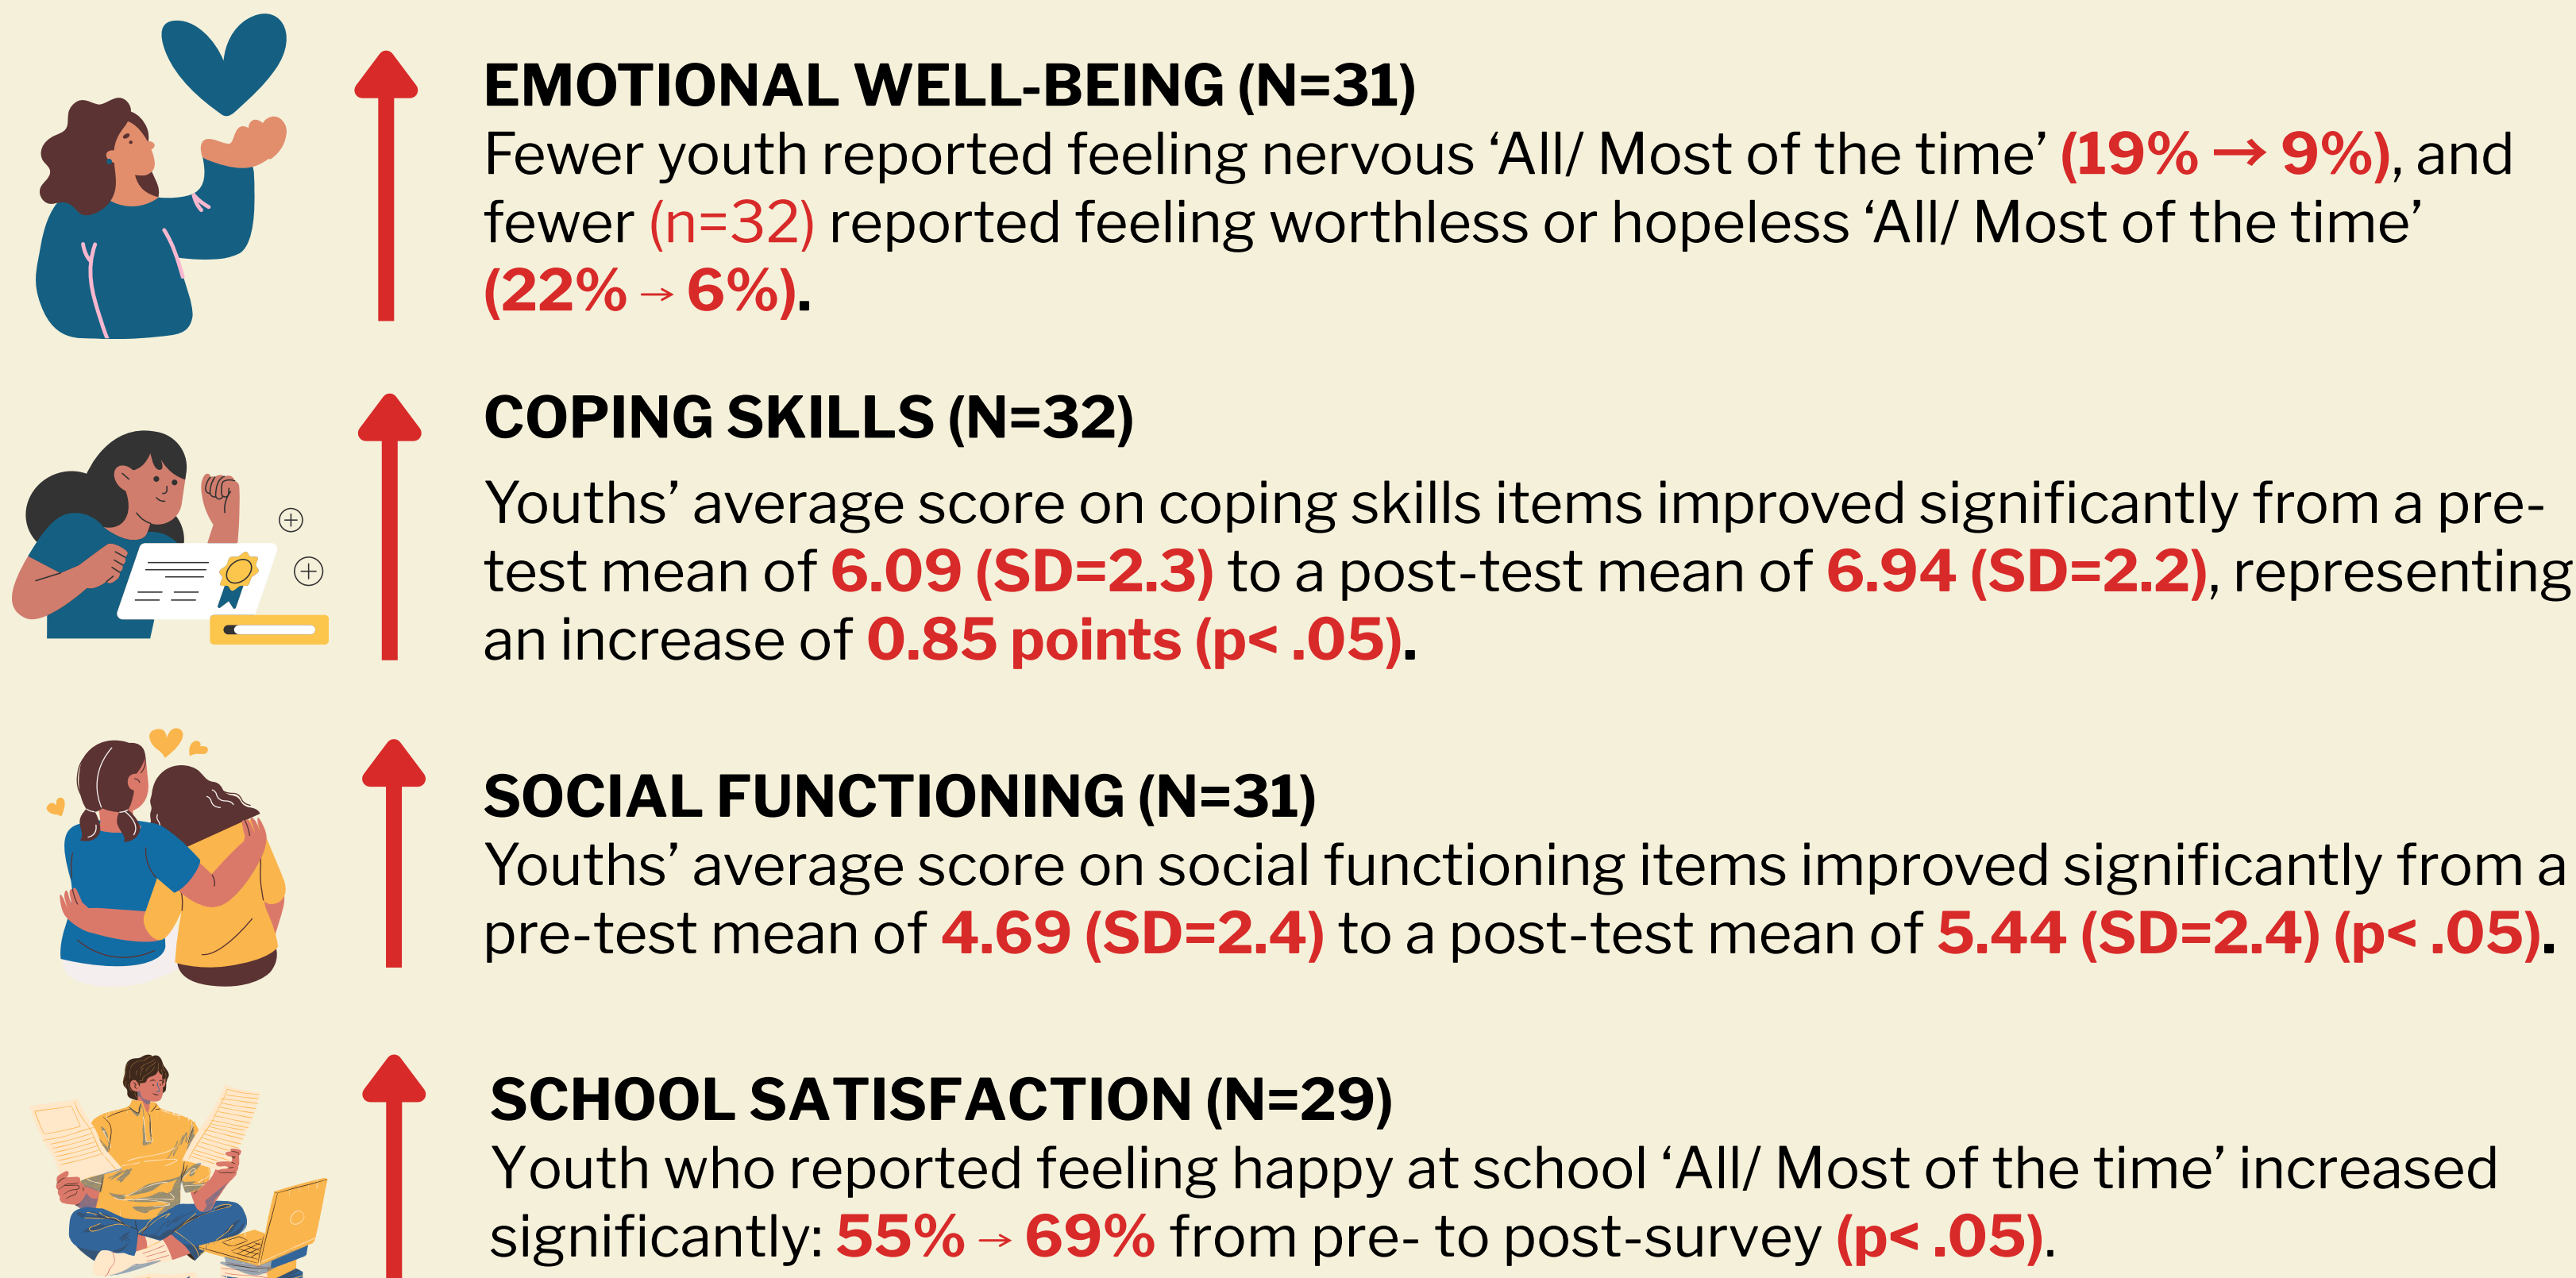 EMOTIONAL WELL-BEING (N=31)
Fewer youth reported feeling nervous ‘All/ Most of the time’ (19% → 9%), and
fewer (n=32) reported feeling worthless or hopeless ‘All/ Most of the time’
(22% → 6%).
COPING SKILLS (N=32)
Youths’ average score on coping skills items improved significantly from a pre-
test mean of 6.09 (SD=2.3) to a post-test mean of 6.94 (SD=2.2), representing
an increase of 0.85 points (p< .05).
SOCIAL FUNCTIONING (N=31)
Youths’ average score on social functioning items improved significantly from a
pre-test mean of 4.69 (SD=2.4) to a post-test mean of 5.44 (SD=2.4) (p< .05).
SCHOOL SATISFACTION (N=29)
Youth who reported feeling happy at school ‘All/ Most of the time’ increased
significantly: 55% → 69% from pre- to post-survey (p< .05).